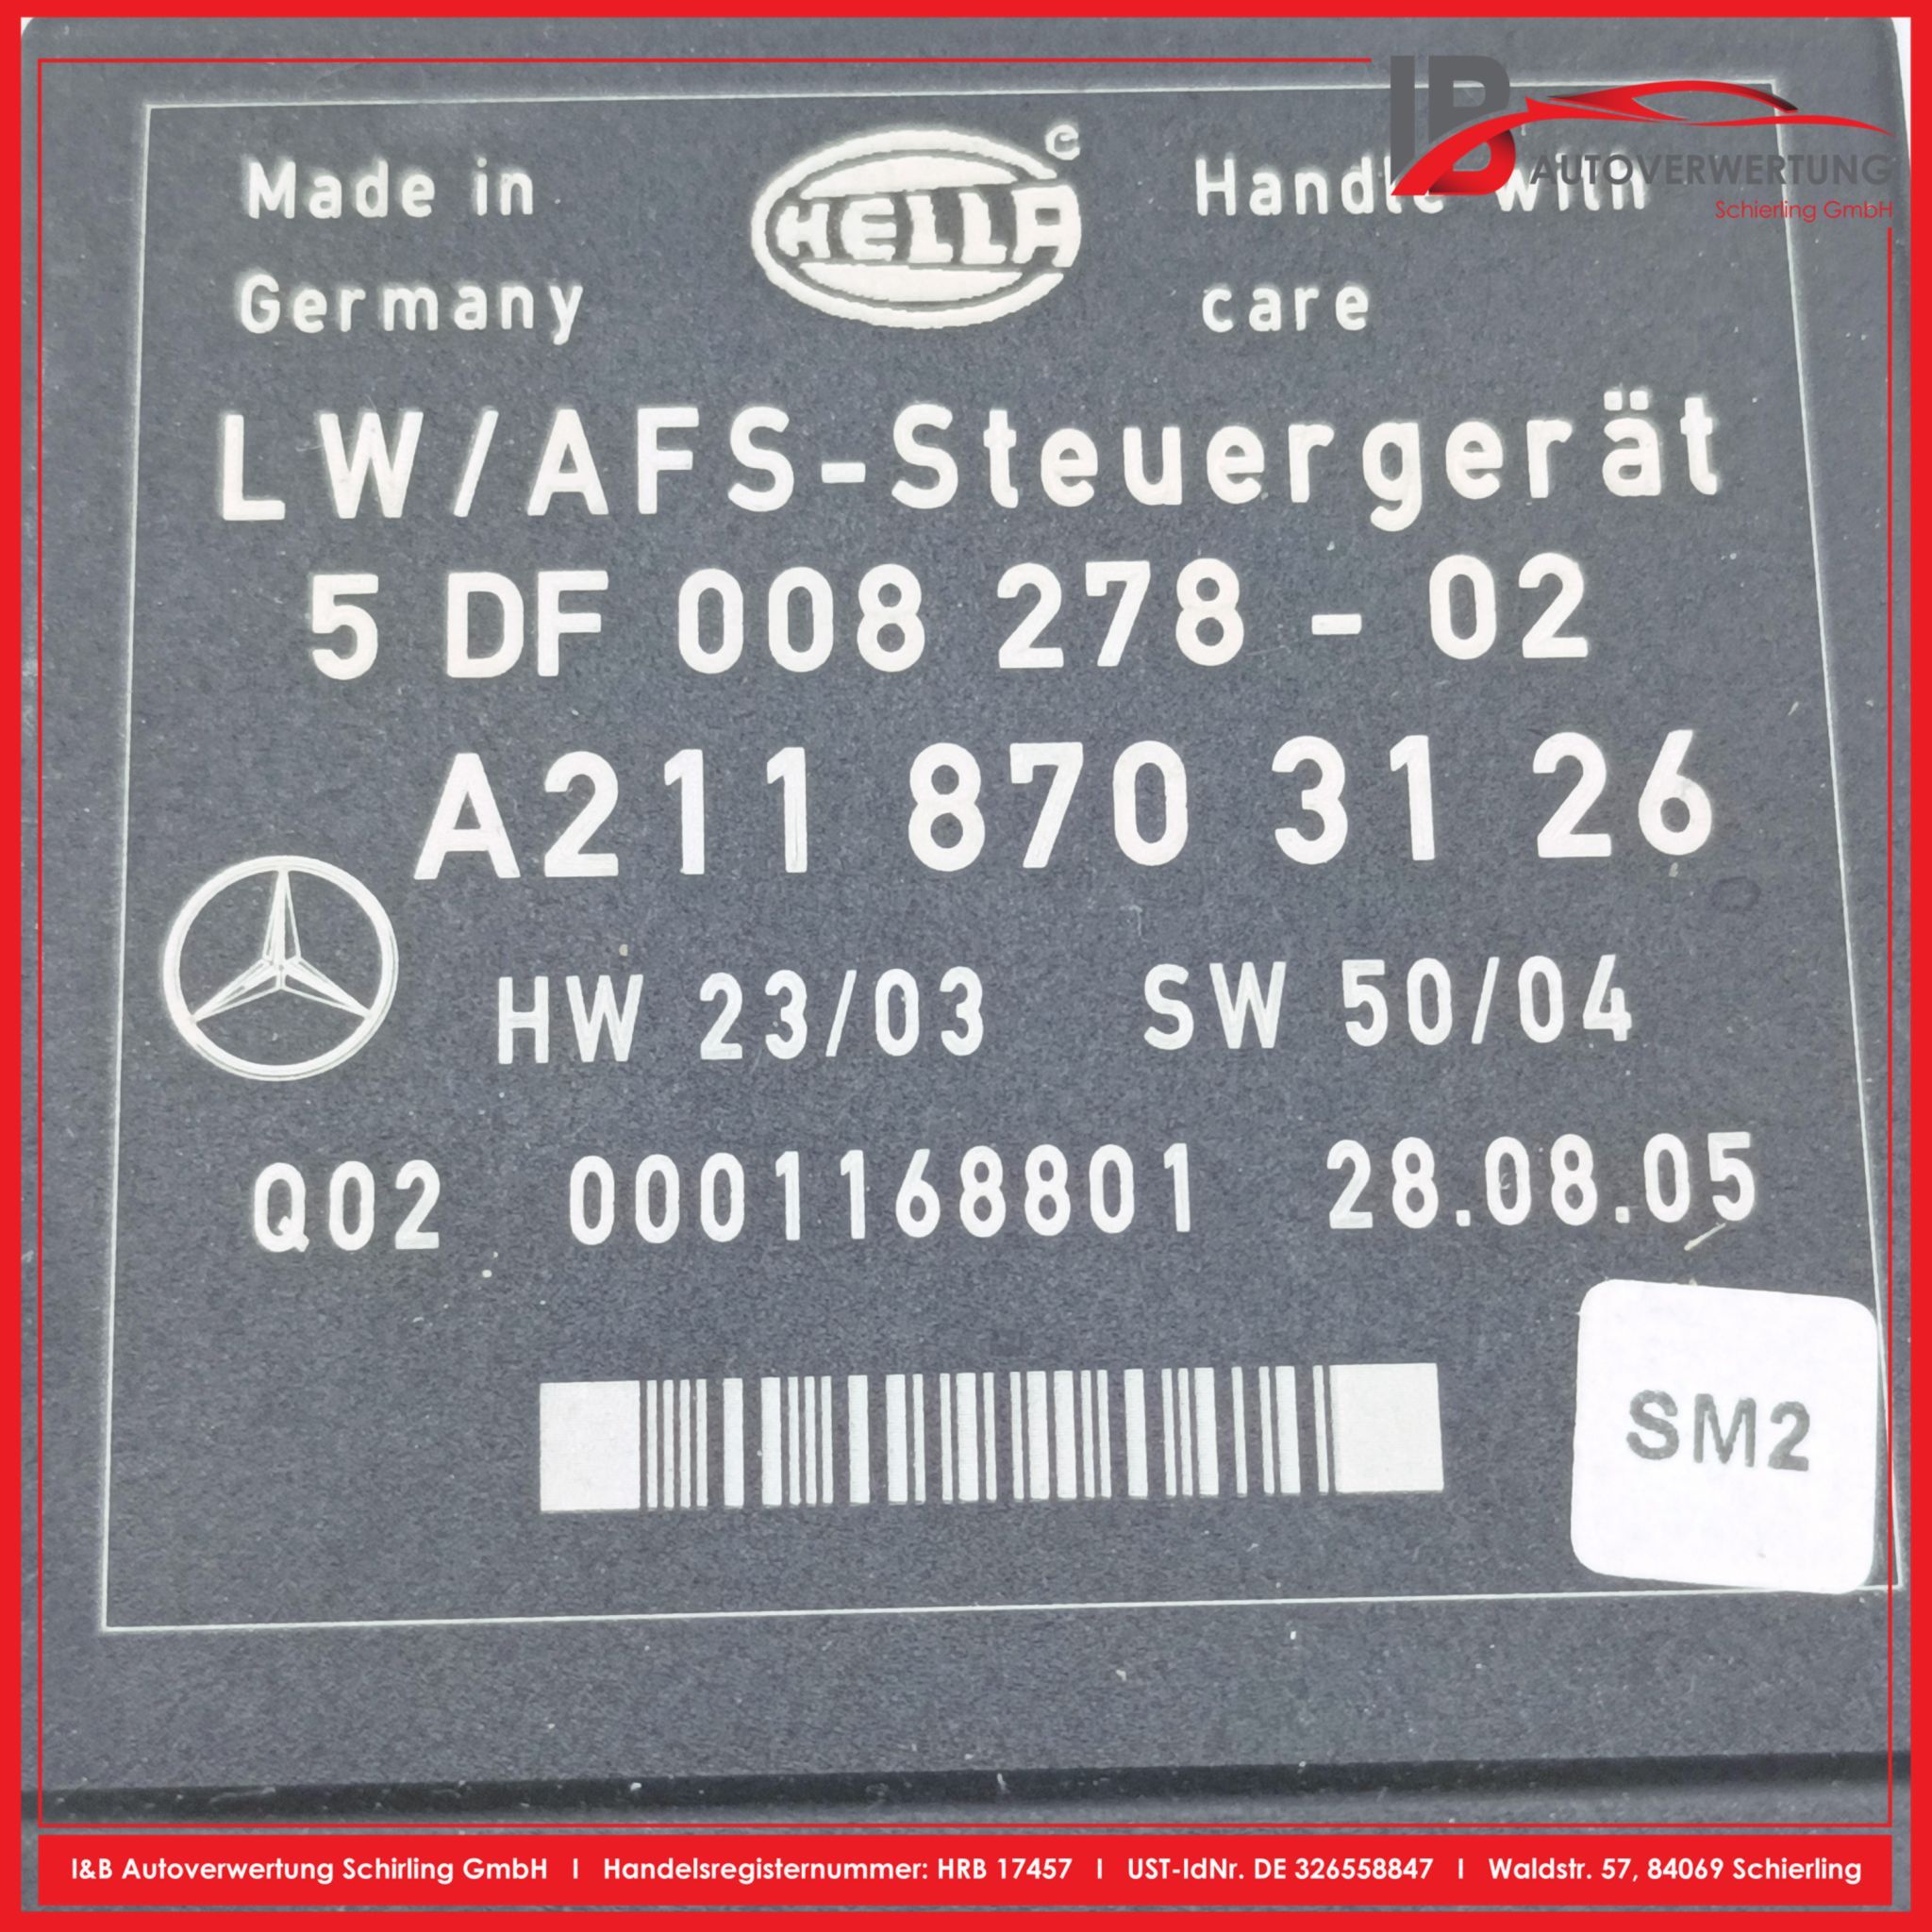 IB
AUTOVERWERTUNG
Schierling GmbH
Made in
Germany
HELLA
Handle with
care
LW/AFS-Steuergerät
5 DF 008 278 - 02
A211 870 31 26
HW 23/03 SW 50/04
Q02 0001168801 28.08.05
SM2
I&B Autoverwertung Schirling GmbH I Handelsregisternummer: HRB 17457 I UST-IdNr. DE 326558847 I Waldstr. 57, 84069 Schierling